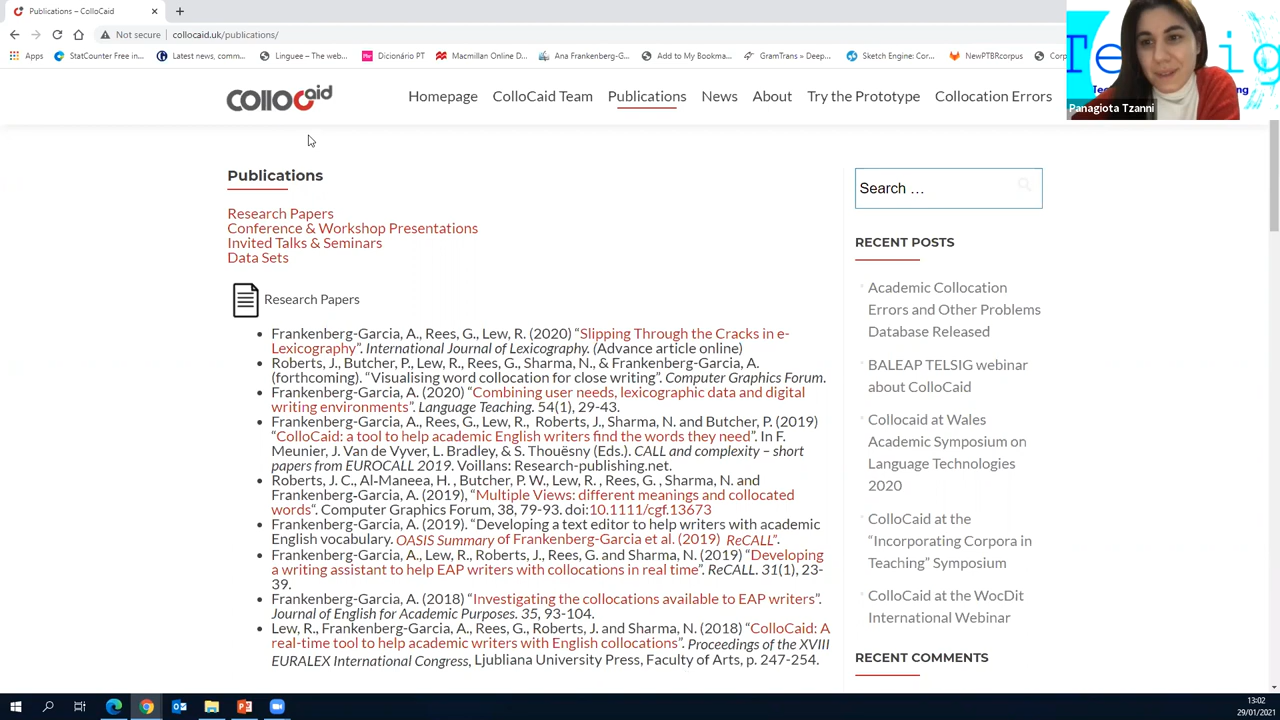 Publications – ColloCaid
Not secure | collocaid.uk/publications/
Apps StatCounter Free in... Latest news, comm... Linguee – The web... Dicionário PT Macmillan Online D... Ana Frankenberg-G... Add to My Bookma... GramTrans > Deep... Sketch Engine: Cor... NewPTBRcorpus Corp
Panagiota Tzanni
collocaid
Homepage ColloCaid Team Publications News About Try the Prototype Collocation Errors
Publications
Research Papers
Conference & Workshop Presentations
Invited Talks & Seminars
Data Sets
Research Papers
Frankenberg-Garcia, A., Rees, G., Lew, R. (2020) “Slipping Through the Cracks in e-
Lexicography”. International Journal of Lexicography. (Advance article online)
Roberts, J., Butcher, P., Lew, R., Rees, G., Sharma, N., & Frankenberg-Garcia, A.
(forthcoming). “Visualising word collocation for close writing”. Computer Graphics Forum.
Frankenberg-Garcia, A. (2020) “Combining user needs, lexicographic data and digital
writing environments”. Language Teaching. 54(1), 29-43.
Frankenberg-Garcia, A., Rees, G., Lew, R., Roberts, J., Sharma, N. and Butcher, P. (2019)
“ColloCaid: a tool to help academic English writers find the words they need”. In F.
Meunier, J. Van de Vyver, L. Bradley, & S. Thouësny (Eds.). CALL and complexity – short
papers from EUROCALL 2019. Voillans: Research-publishing.net.
Roberts, J. C., Al-Maneea, H. , Butcher, P. W., Lew, R. , Rees, G. , Sharma, N. and
Frankenberg-Garcia, A. (2019), “Multiple Views: different meanings and collocated
words“. Computer Graphics Forum, 38, 79-93. doi:10.1111/cgf.13673
Frankenberg-Garcia, A. (2019). “Developing a text editor to help writers with academic
English vocabulary. OASIS Summary of Frankenberg-Garcia et al. (2019) ReCALL”.
Frankenberg-Garcia, A., Lew, R., Roberts, J., Rees, G. and Sharma, N. (2019) “Developing
a writing assistant to help EAP writers with collocations in real time”. ReCALL. 31(1), 23-
39.
Frankenberg-Garcia, A. (2018) “Investigating the collocations available to EAP writers”.
Journal of English for Academic Purposes. 35, 93-104.
Lew, R., Frankenberg-Garcia, A., Rees, G., Roberts, J. and Sharma, N. (2018) “ColloCaid: A
real-time tool to help academic writers with English collocations”. Proceedings of the XVIII
EURALEX International Congress, Ljubliana University Press, Faculty of Arts, p. 247-254.
Search …
RECENT POSTS
Academic Collocation
Errors and Other Problems
Database Released
BALEAP TELSIG webinar
about ColloCaid
Collocaid at Wales
Academic Symposium on
Language Technologies
2020
ColloCaid at the
“Incorporating Corpora in
Teaching” Symposium
ColloCaid at the WocDit
International Webinar
RECENT COMMENTS
13:02
29/01/2021